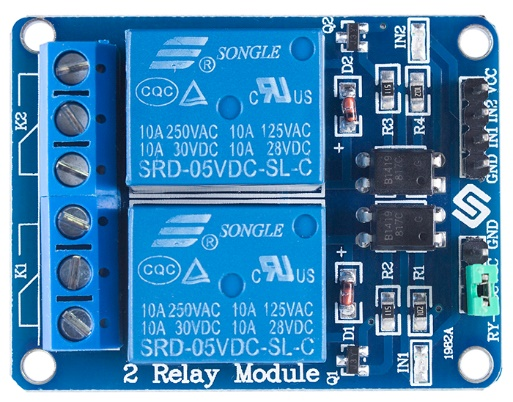 SONGLE
®
CQC
C US
10A 250VAC 10A 125VAC
10A 30VDC 10A 28VDC
SRD-05VDC-SL-C
SONGLE
®
CQC
C US
10A 250VAC 10A 125VAC
10A 30VDC 10A 28VDC
SRD-05VDC-SL-C
2 Relay Module
K2
K1
Q2
D2
IN2
R3
R4
B1419
817C
B1419
817C
GND IN1 IN2 VCC
GND
RY-
R2
R1
D1
Q1
IN1
1982A